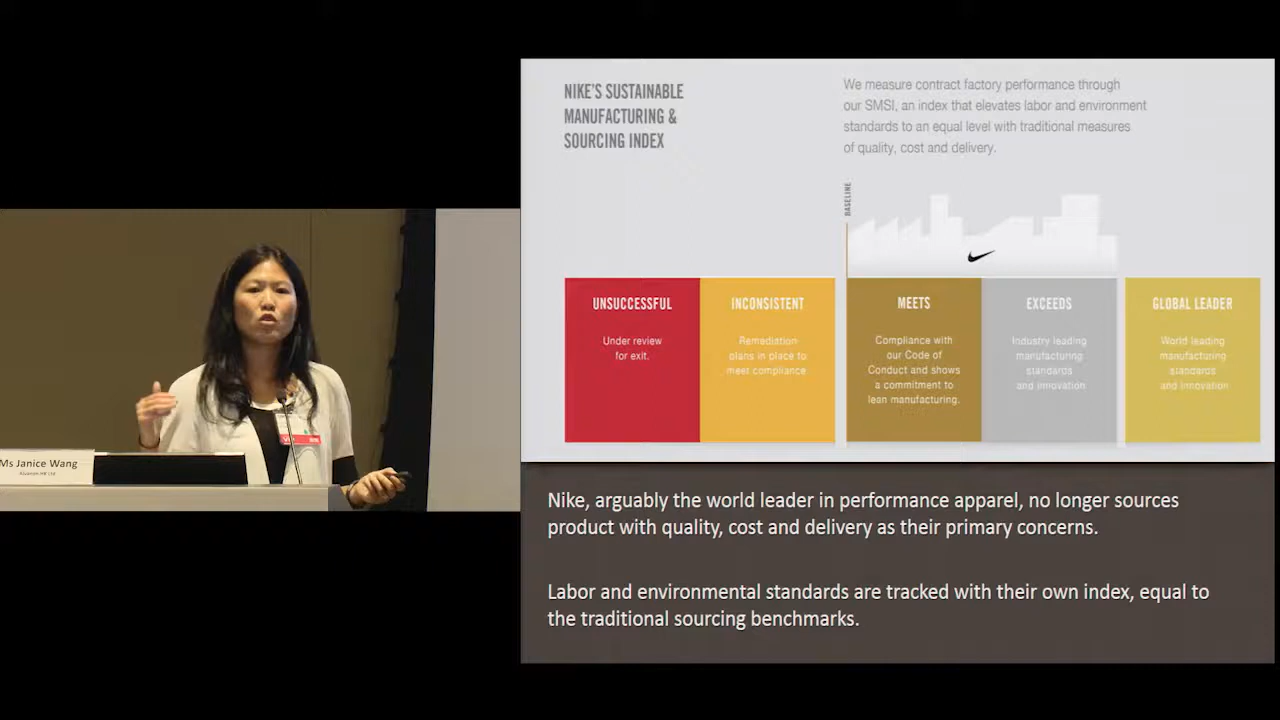 NIKE'S SUSTAINABLE
MANUFACTURING &
SOURCING INDEX
We measure contract factory performance through
our SMSI, an index that elevates labor and environment
standards to an equal level with traditional measures
of quality, cost and delivery.
BASELINE
UNSUCCESSFUL
Under review
for exit.
INCONSISTENT
Remediation
plans in place to
meet compliance.
MEETS
Compliance with
our Code of
Conduct and shows
a commitment to
lean manufacturing.
EXCEEDS
Industry leading
manufacturing
standards
and innovation
GLOBAL LEADER
World leading
manufacturing
standards
and innovation
Nike, arguably the world leader in performance apparel, no longer sources
product with quality, cost and delivery as their primary concerns.
Labor and environmental standards are tracked with their own index, equal to
the traditional sourcing benchmarks.
Ms Janice Wang